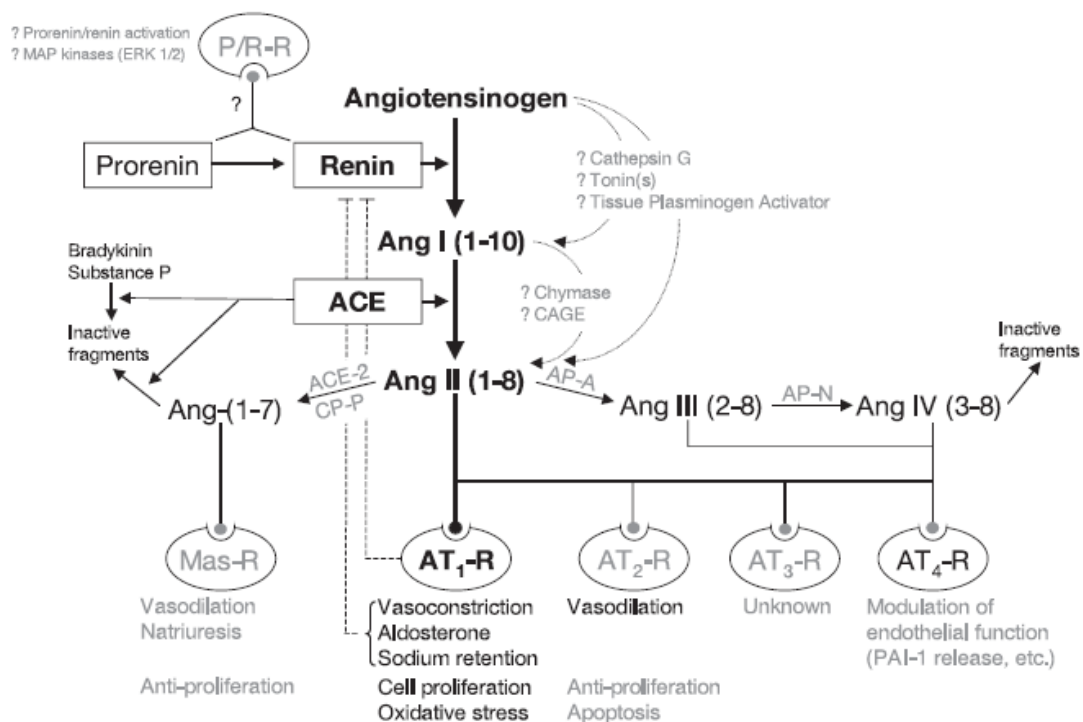 ? Prorenin/renin activation
? MAP kinases (ERK 1/2)
P/R-R
?
Angiotensinogen
Prorenin
Renin
? Cathepsin G
? Tonin(s)
? Tissue Plasminogen Activator
Ang I (1-10)
Bradykinin
Substance P
ACE
? Chymase
? CAGE
Inactive
fragments
Inactive
fragments
ACE-2
CP-P
Ang II (1-8)
AP-A
Ang-(1-7)
Ang III (2-8)
AP-N
Ang IV (3-8)
Mas-R
AT1-R
AT2-R
AT3-R
AT4-R
Vasodilation
Natriuresis
Anti-proliferation
Vasoconstriction
Aldosterone
Sodium retention
Cell proliferation
Oxidative stress
Vasodilation
Anti-proliferation
Apoptosis
Unknown
Modulation of
endothelial function
(PAI-1 release, etc.)